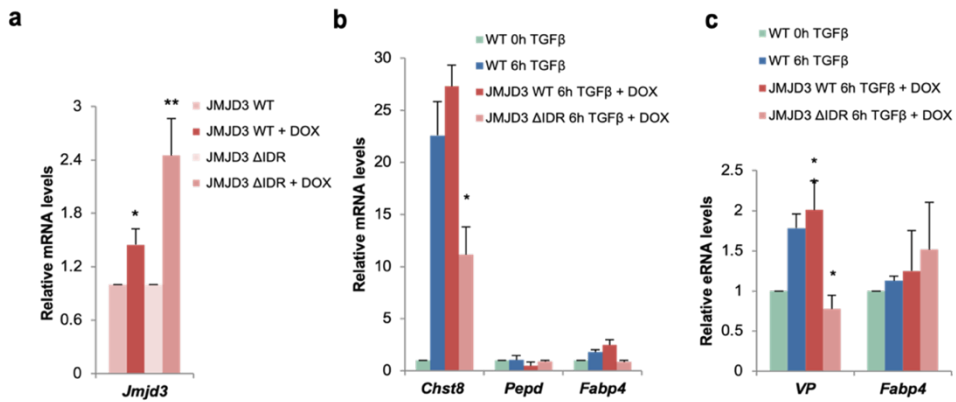 a
JMJD3 WT
JMJD3 WT + DOX
JMJD3 ΔIDR
JMJD3 ΔIDR + DOX
Relative mRNA levels
3
2.4
1.8
1.2
0.6
0
*
**
Jmjd3
b
WT 0h TGFβ
WT 6h TGFβ
JMJD3 WT 6h TGFβ + DOX
JMJD3 ΔIDR 6h TGFβ + DOX
Relative mRNA levels
30
25
20
15
10
5
0
*
Chst8 Pepd Fabp4
c
WT 0h TGFβ
WT 6h TGFβ
JMJD3 WT 6h TGFβ + DOX
JMJD3 ΔIDR 6h TGFβ + DOX
Relative eRNA levels
2.5
2
1.5
1
0.5
0
*
*
*
VP Fabp4